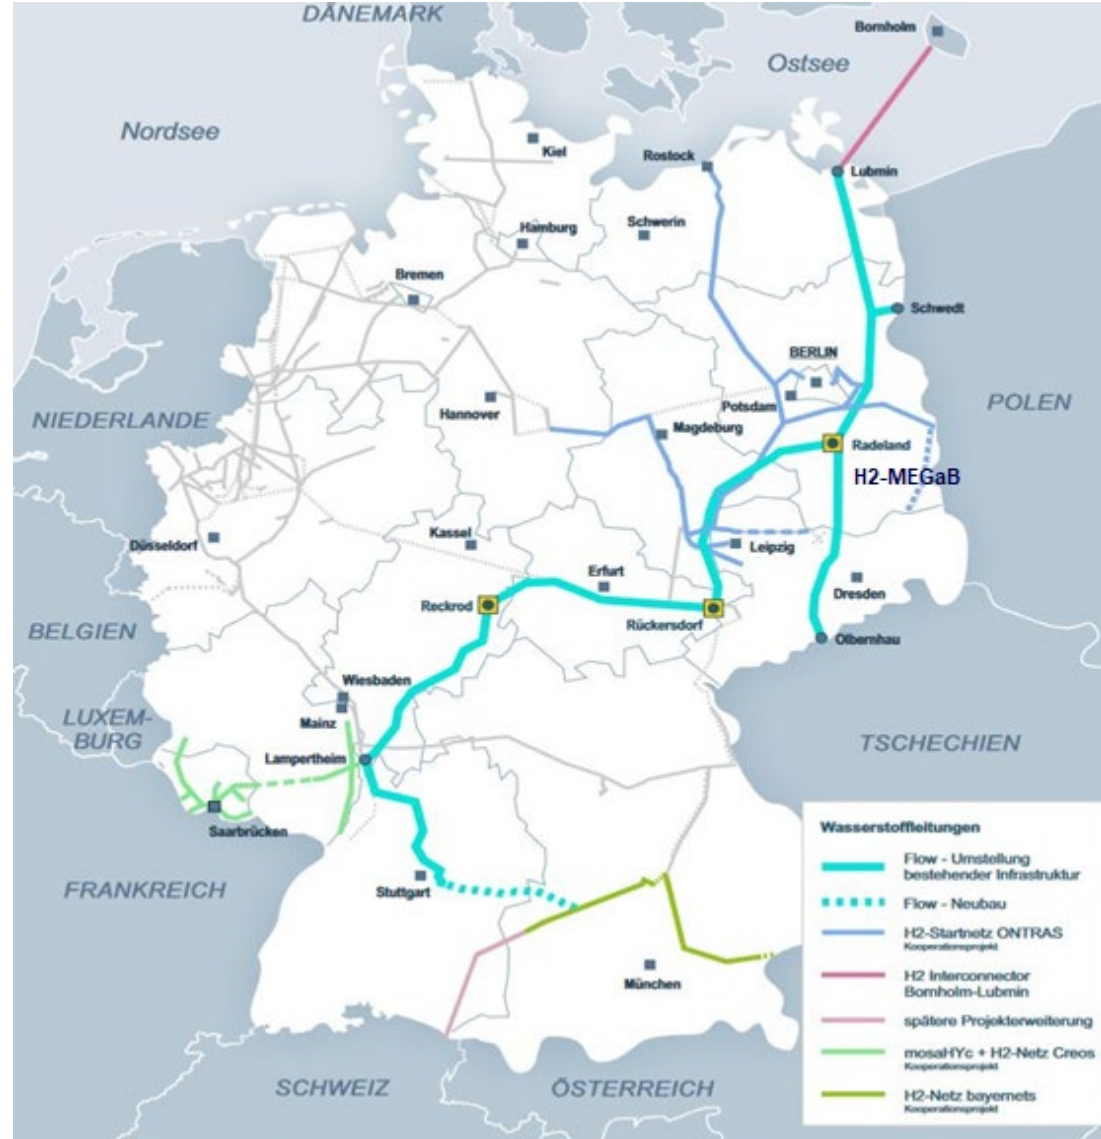 DÄNEMARK
Bornholm
Ostsee
Nordsee
Kiel
Rostock
Lubmin
Schwerin
Hamburg
Bremen
Schwedt
BERLIN
NIEDERLANDE
Hannover
Potsdam
POLEN
Magdeburg
Radeland
H2-MEGaB
Kassel
Düsseldorf
Leipzig
Erfurt
Dresden
Reckrod
Rückersdorf
BELGIEN
Olbernhau
Wiesbaden
Mainz
LUXEM-
BURG
Lampertheim
TSCHECHIEN
Saarbrücken
FRANKREICH
Stuttgart
München
SCHWEIZ
ÖSTERREICH
Wasserstoffleitungen
Flow - Umstellung
bestehender Infrastruktur
Flow - Neubau
H2-Startnetz ONTRAS
Kooperationsprojekt
H2 Interconnector
Bornholm-Lubmin
spätere Projekterweiterung
mosaHYc + H2-Netz Creos
Kooperationsprojekt
H2-Netz bayernets
Kooperationsprojekt